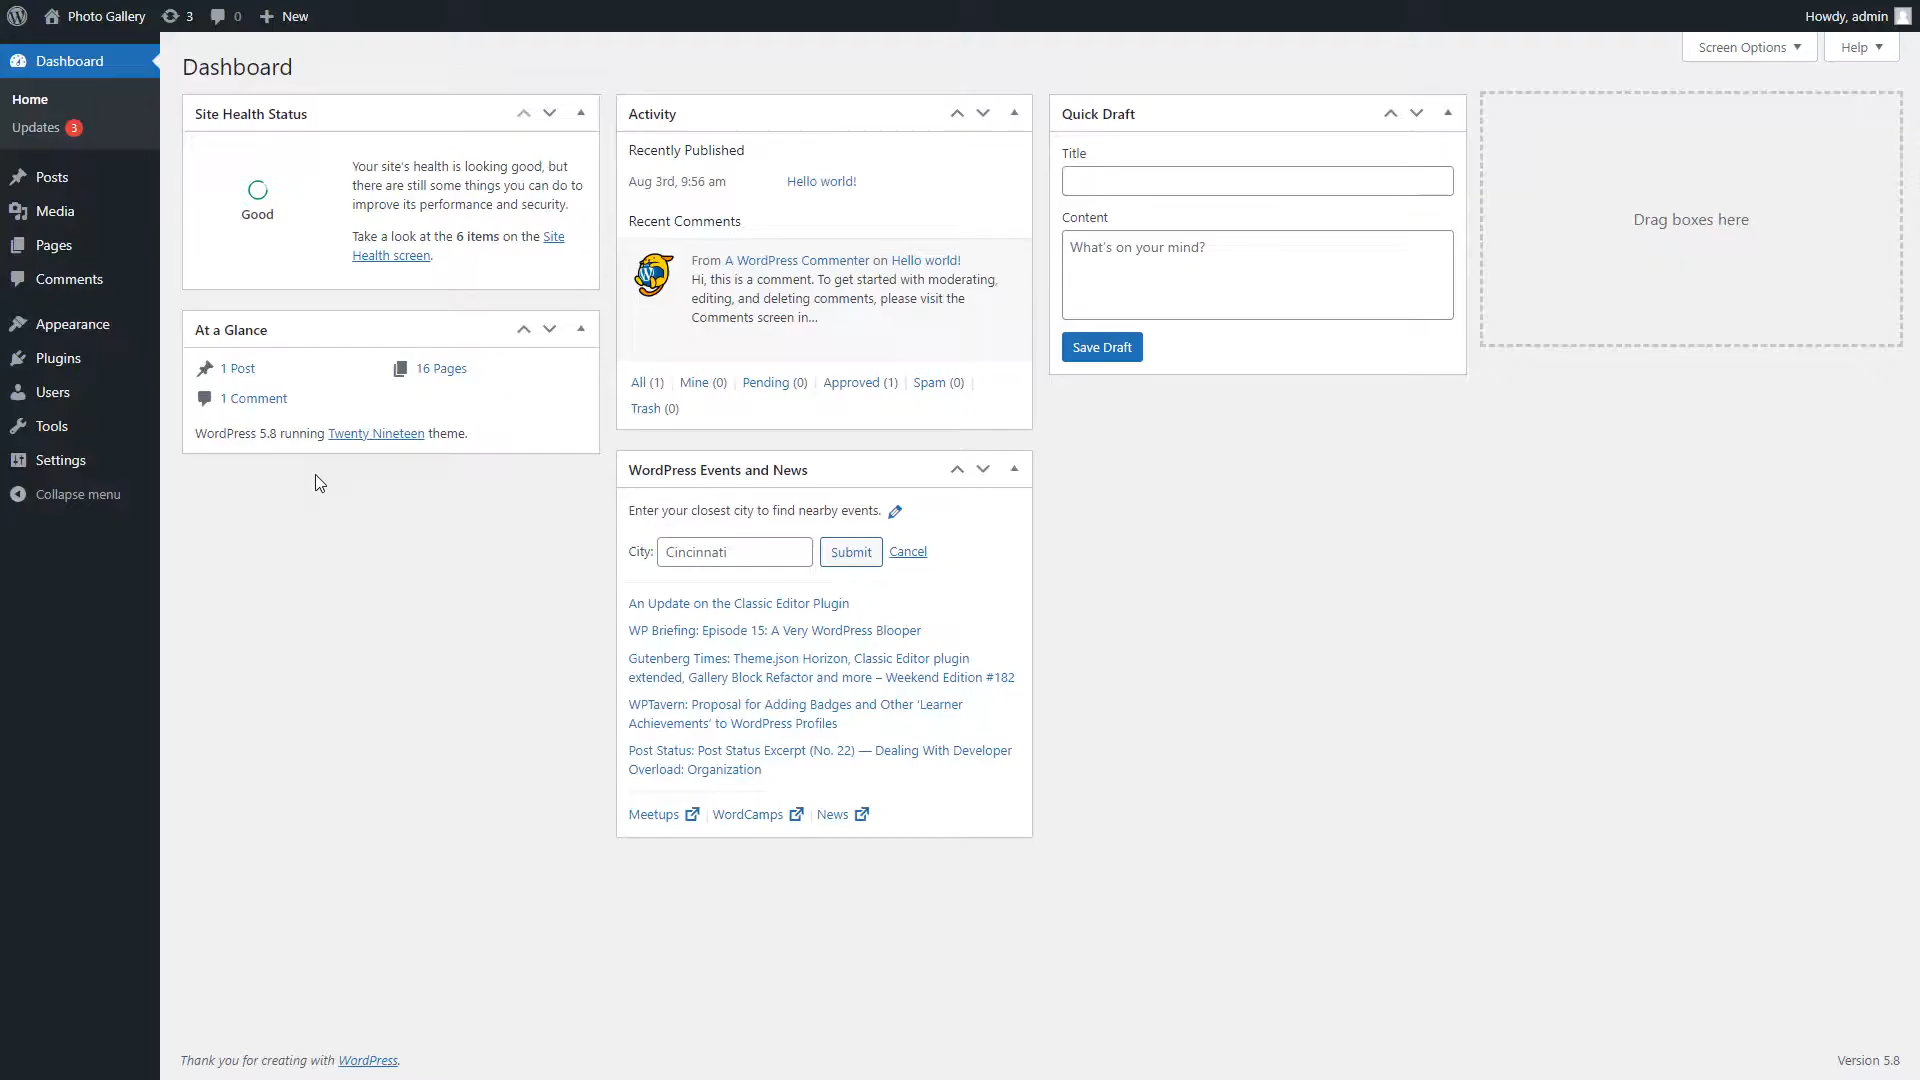 Photo Gallery 3 0 New
Howdy, admin
Dashboard
Home
Updates 3
Posts
Media
Pages
Comments
Appearance
Plugins
Users
Tools
Settings
Collapse menu
Screen Options
Help
Dashboard
Site Health Status
Good
Your site's health is looking good, but
there are still some things you can do to
improve its performance and security.
Take a look at the 6 items on the Site
Health screen.
At a Glance
1 Post
16 Pages
1 Comment
WordPress 5.8 running Twenty Nineteen theme.
Activity
Recently Published
Aug 3rd, 9:56 am Hello world!
Recent Comments
From A WordPress Commenter on Hello world!
Hi, this is a comment. To get started with moderating,
editing, and deleting comments, please visit the
Comments screen in...
All (1) | Mine (0) | Pending (0) | Approved (1) | Spam (0) |
Trash (0)
WordPress Events and News
Enter your closest city to find nearby events.
City: Cincinnati Submit Cancel
An Update on the Classic Editor Plugin
WP Briefing: Episode 15: A Very WordPress Blooper
Gutenberg Times: Theme.json Horizon, Classic Editor plugin
extended, Gallery Block Refactor and more – Weekend Edition #182
WPTavern: Proposal for Adding Badges and Other ‘Learner
Achievements’ to WordPress Profiles
Post Status: Post Status Excerpt (No. 22) — Dealing With Developer
Overload: Organization
Meetups | WordCamps | News
Quick Draft
Title
Content
What's on your mind?
Save Draft
Drag boxes here
Thank you for creating with WordPress.
Version 5.8